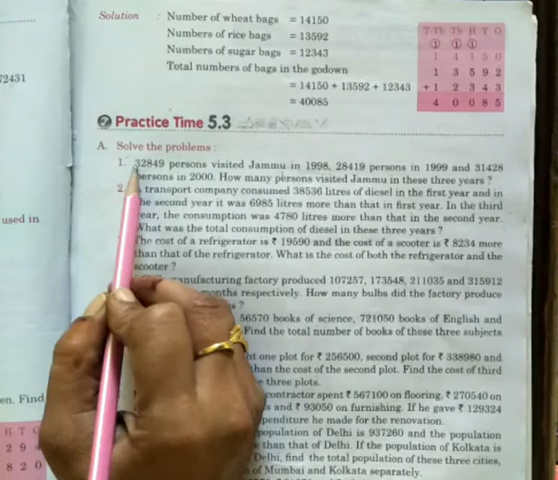 Solution : Number of wheat bags = 14150
Numbers of rice bags = 13592
Numbers of sugar bags = 12343
Total numbers of bags in the godown
= 14150 + 13592 + 12343
= 40085
T-Th Th H T O
1 1 1
1 4 1 5 0
1 3 5 9 2
+ 1 2 3 4 3
4 0 0 8 5
72431
used in
en. Find
H T O
2 9
8 2 0
Practice Time 5.3
A. Solve the problems :
1. 32849 persons visited Jammu in 1998, 28419 persons in 1999 and 31428
persons in 2000. How many persons visited Jammu in these three years ?
2. transport company consumed 38536 litres of diesel in the first year and in
he second year it was 6985 litres more than that in first year. In the third
ear, the consumption was 4780 litres more than that in the second year.
What was the total consumption of diesel in these three years ?
The cost of a refrigerator is ₹ 19590 and the cost of a scooter is ₹ 8234 more
than that of the refrigerator. What is the cost of both the refrigerator and the
scooter ?
manufacturing factory produced 107257, 173548, 211035 and 315912
months respectively. How many bulbs did the factory produce
s ?
56570 books of science, 721050 books of English and
Find the total number of books of these three subjects
ht one plot for ₹ 256500, second plot for ₹ 338980 and
than the cost of the second plot. Find the cost of third
e three plots.
contractor spent ₹ 567100 on flooring, ₹ 270540 on
s and ₹ 93050 on furnishing. If he gave ₹ 129324
penditure he made for the renovation.
population of Delhi is 937260 and the population
than that of Delhi. If the population of Kolkata is
Delhi, find the total population of these three cities,
of Mumbai and Kolkata separately.